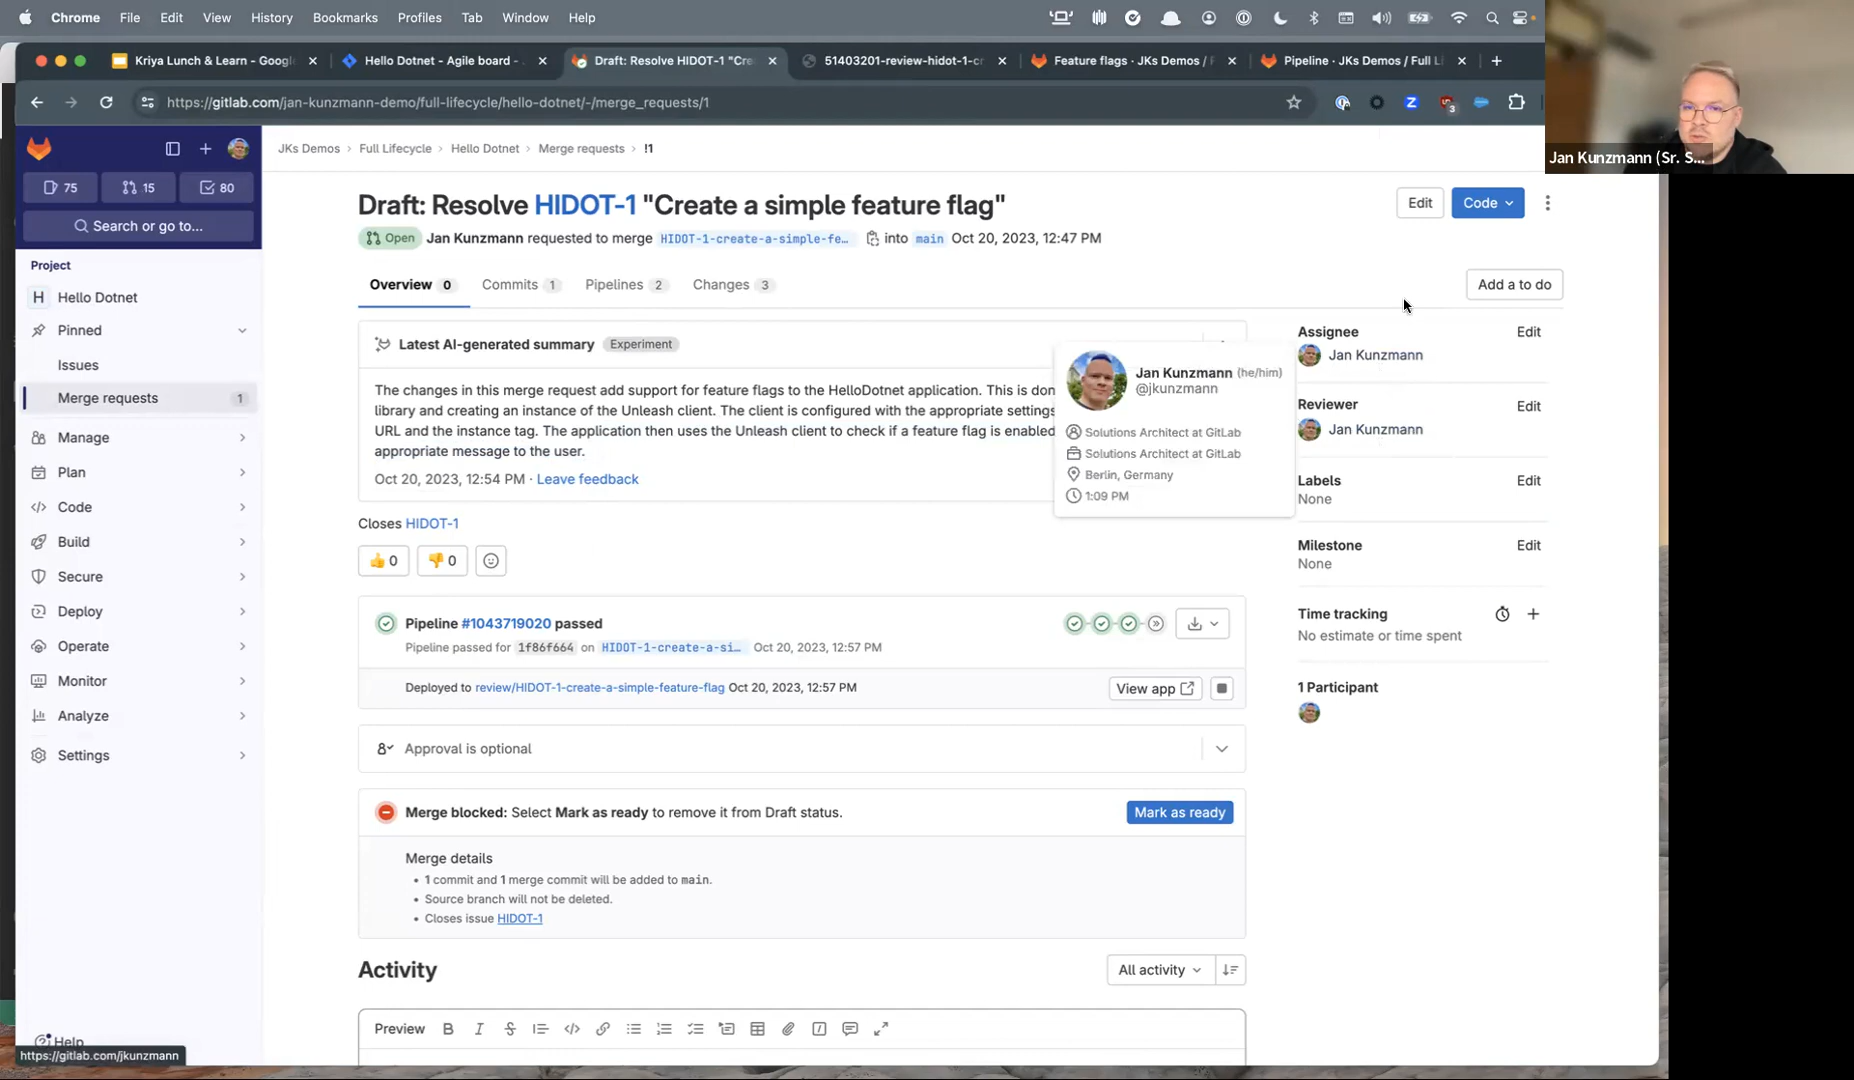 Chrome File Edit View History Bookmarks Profiles Tab Window Help
Kriya Lunch & Learn - Googl
Hello Dotnet - Agile board -
Draft: Resolve HIDOT-1 "Cre
51403201-review-hidot-1-cr
Feature flags · JKs Demos / F
Pipeline · JKs Demos / Full Li
https://gitlab.com/jan-kunzmann-demo/full-lifecycle/hello-dotnet/-/merge_requests/1
3
Jan Kunzmann (Sr. S...
75 15 80
Search or go to...
Project
H Hello Dotnet
Pinned
Issues
Merge requests 1
Manage
Plan
Code
Build
Secure
Deploy
Operate
Monitor
Analyze
Settings
Help
https://gitlab.com/jkunzmann
JKs Demos Full Lifecycle Hello Dotnet Merge requests !1
Draft: Resolve HIDOT-1 "Create a simple feature flag"
Edit Code
Open Jan Kunzmann requested to merge HIDOT-1-create-a-simple-fe… into main Oct 20, 2023, 12:47 PM
Overview 0 Commits 1 Pipelines 2 Changes 3
Add a to do
Latest AI-generated summary Experiment
The changes in this merge request add support for feature flags to the HelloDotnet application. This is don
library and creating an instance of the Unleash client. The client is configured with the appropriate settings
URL and the instance tag. The application then uses the Unleash client to check if a feature flag is enabled
appropriate message to the user.
Oct 20, 2023, 12:54 PM · Leave feedback
Jan Kunzmann (he/him)
@jkunzmann
Solutions Architect at GitLab
Solutions Architect at GitLab
Berlin, Germany
1:09 PM
Closes HIDOT-1
👍 0 👎 0
Pipeline #1043719020 passed
Pipeline passed for 1f86f664 on HIDOT-1-create-a-si… Oct 20, 2023, 12:57 PM
Deployed to review/HIDOT-1-create-a-simple-feature-flag Oct 20, 2023, 12:57 PM
View app
Approval is optional
Merge blocked: Select Mark as ready to remove it from Draft status.
Mark as ready
Merge details
• 1 commit and 1 merge commit will be added to main.
• Source branch will not be deleted.
• Closes issue HIDOT-1
Activity
All activity
Preview B I S
Assignee Edit
Jan Kunzmann
Reviewer Edit
Jan Kunzmann
Labels Edit
None
Milestone Edit
None
Time tracking
No estimate or time spent
1 Participant